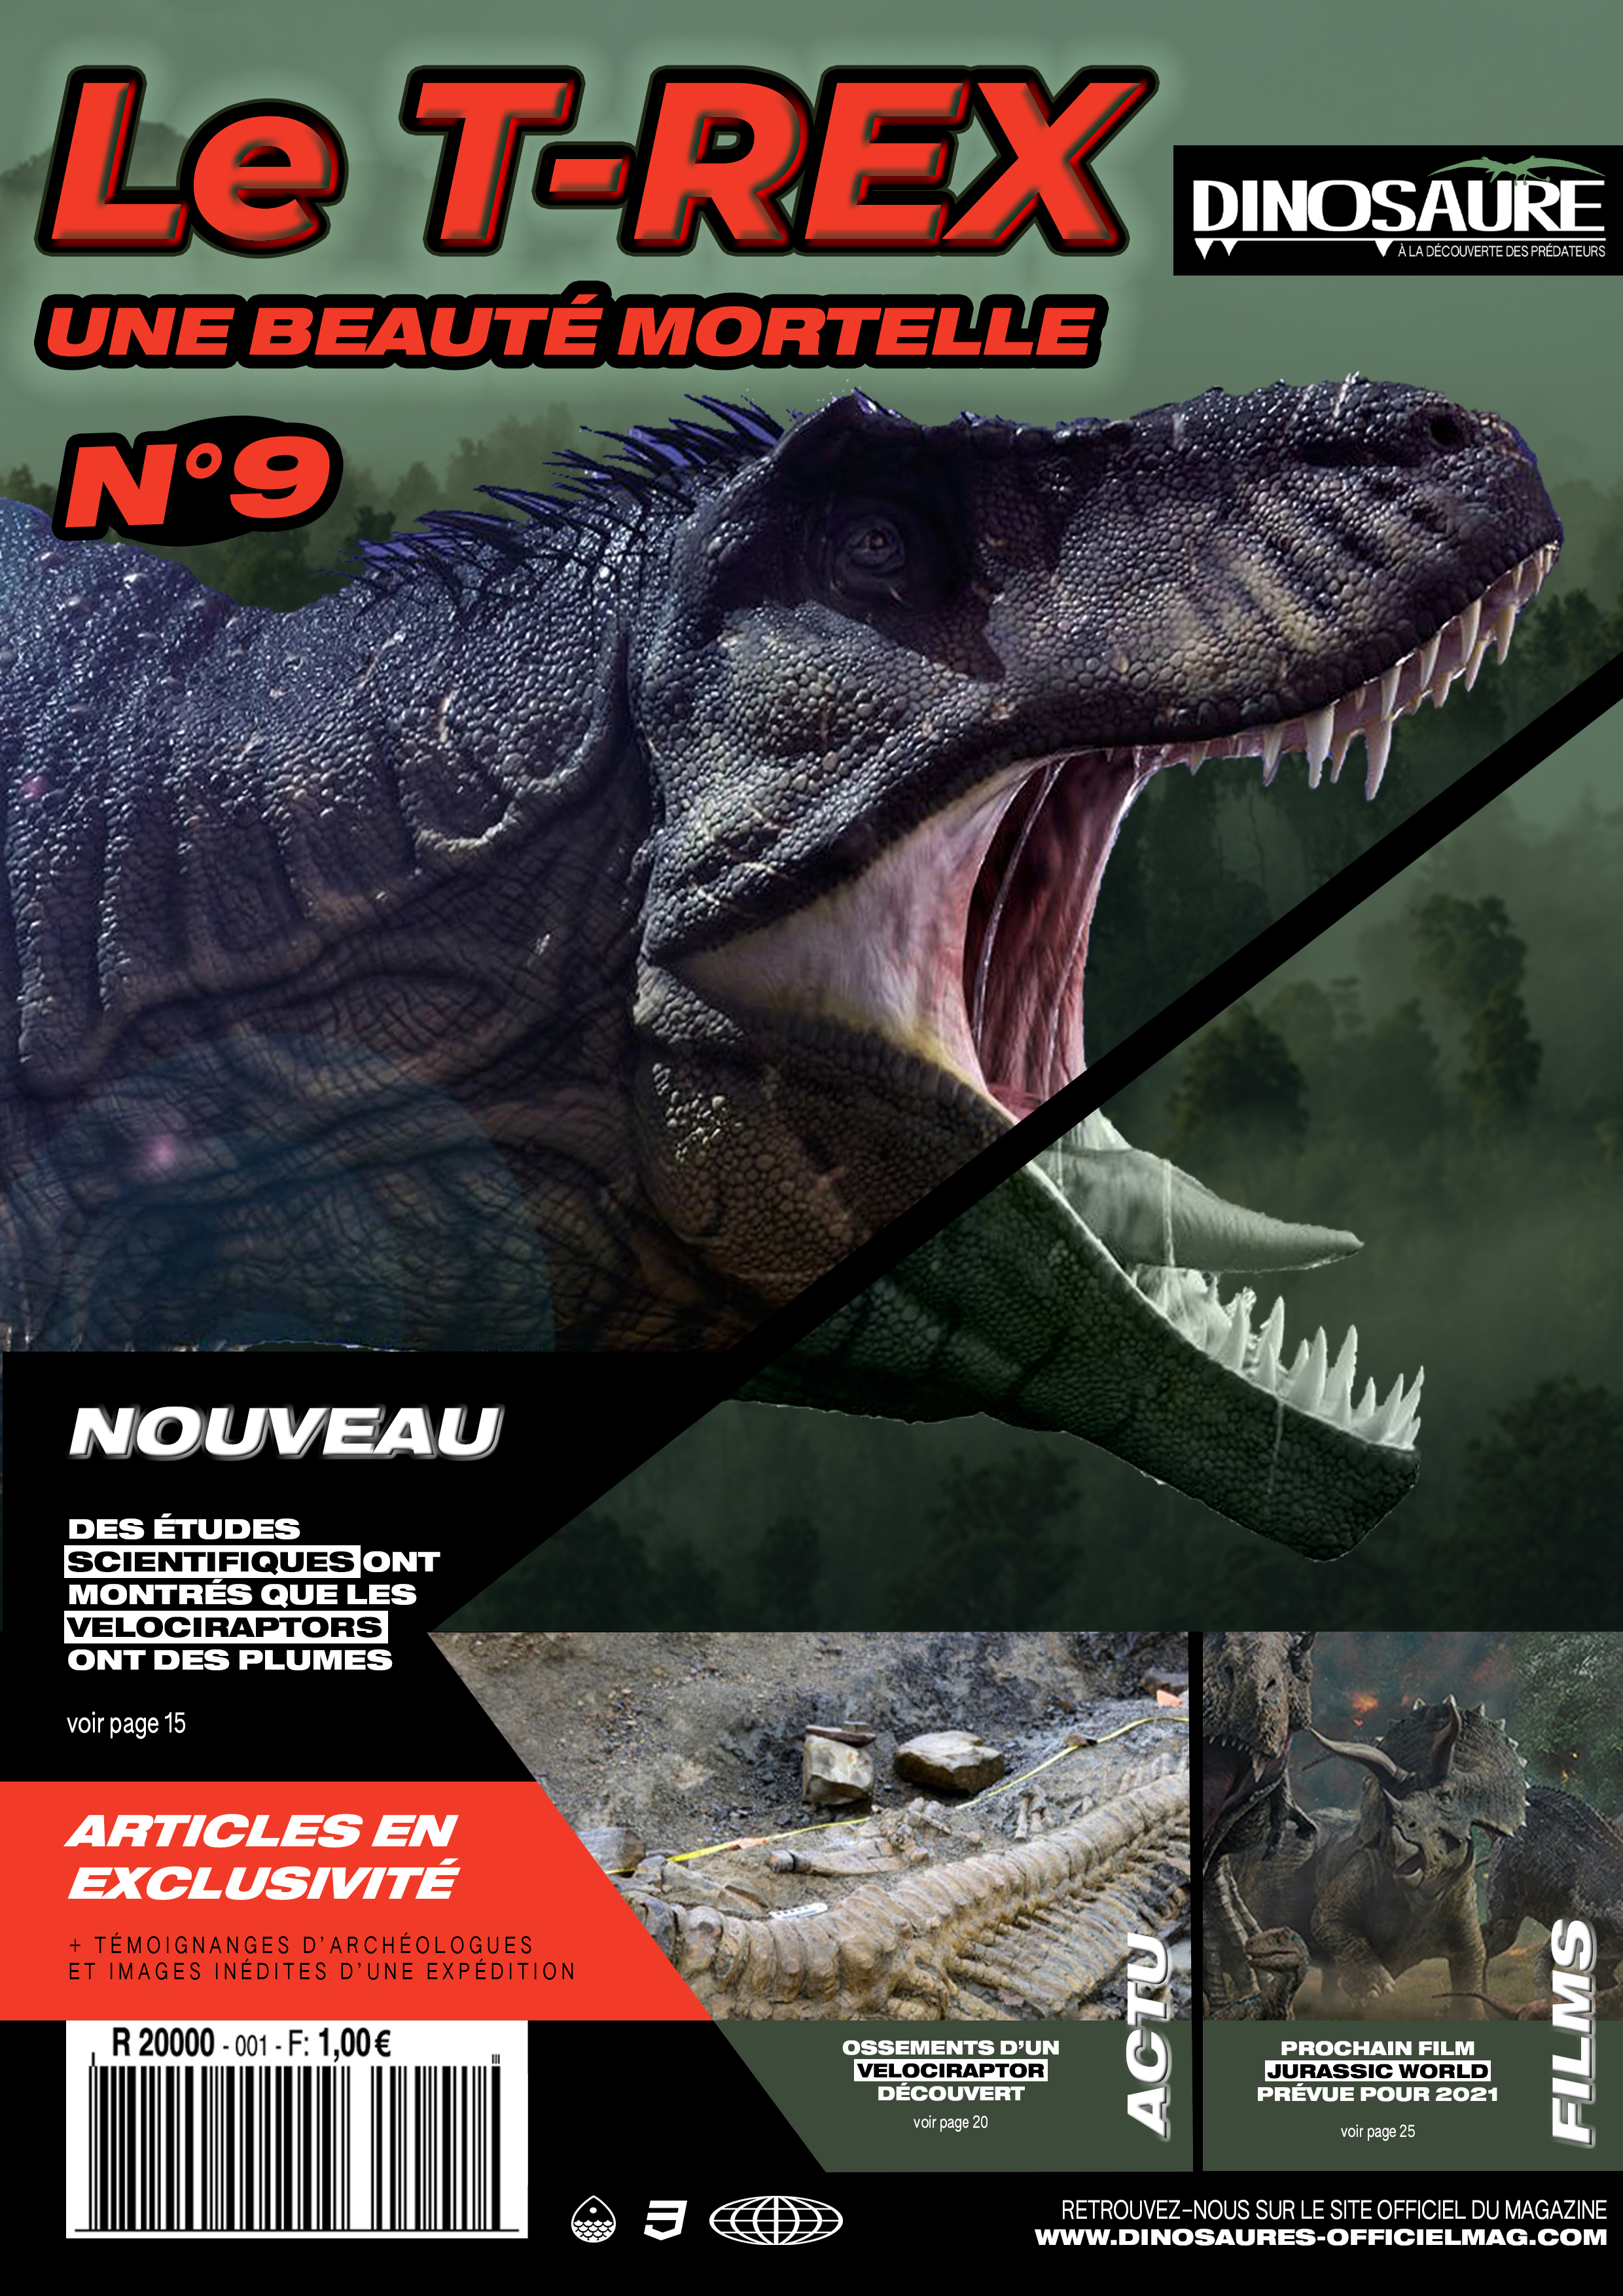 Le T-REX
DINOSAURE
À LA DÉCOUVERTE DES PRÉDATEURS
UNE BEAUTÉ MORTELLE
N°9
NOUVEAU
DES ÉTUDES
SCIENTIFIQUES ONT
MONTRÉS QUE LES
VELOCIRAPTORS
ONT DES PLUMES
voir page 15
ARTICLES EN
EXCLUSIVITÉ
+ TÉMOIGNANGES D'ARCHÉOLOGUES
ET IMAGES INÉDITES D'UNE EXPÉDITION
R 20000 - 001 - F: 1,00 €
OSSEMENTS D'UN
VELOCIRAPTOR
DÉCOUVERT
voir page 20
ACTU
PROCHAIN FILM
JURASSIC WORLD
PRÉVUE POUR 2021
voir page 25
FILMS
RETROUVEZ-NOUS SUR LE SITE OFFICIEL DU MAGAZINE
WWW.DINOSAURES-OFFICIELMAG.COM